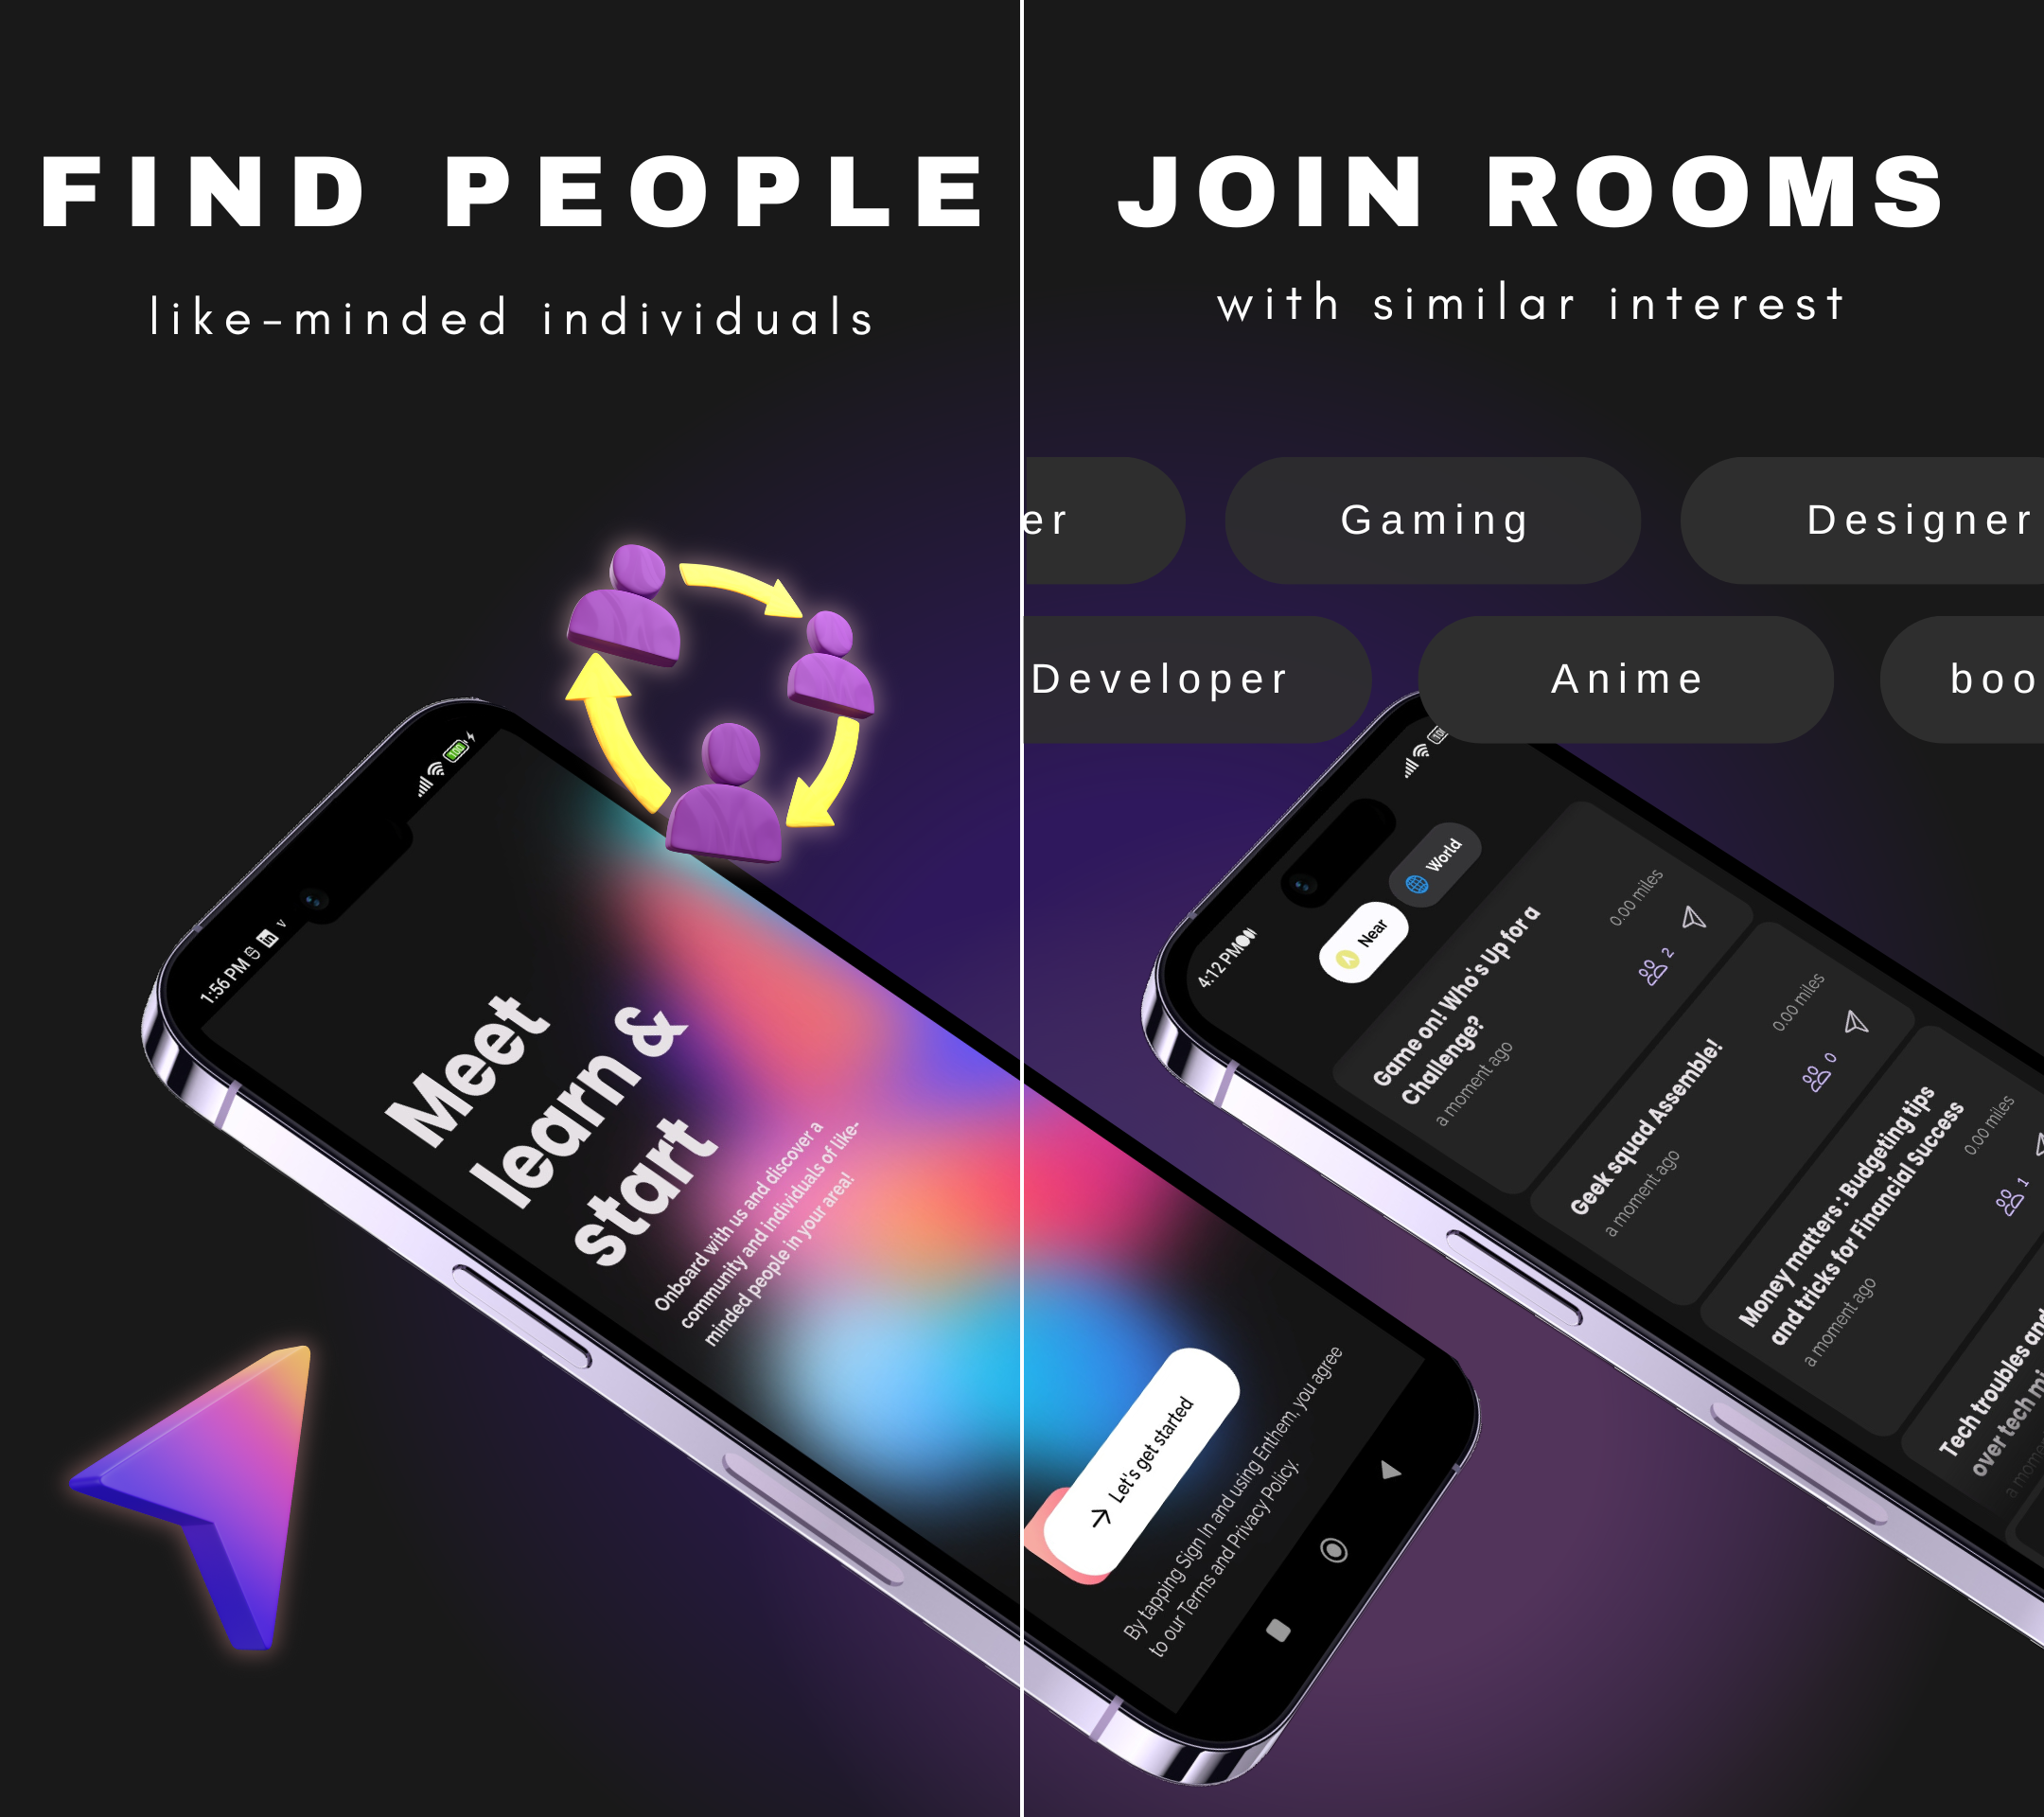 FIND PEOPLE
like-minded individuals
100
1:56 PM
Meet
learn &
start
Onboard with us and discover a
community and individuals of like-
minded people in your area!
Let's get started
By tapping Sign In and using Enthem, you agree
to our Terms and Privacy Policy.
JOIN ROOMS
with similar interest
er
Gaming
Designer
Developer
Anime
boo
4:12 PM
Near
World
Game on! Who's Up for a
Challenge?
a moment ago
0.00 miles
2
Geek squad Assemble!
a moment ago
0.00 miles
0
Money matters : Budgeting tips
and tricks for Financial Success
a moment ago
0.00 miles
1
Tech troubles and
over tech mi
a mom